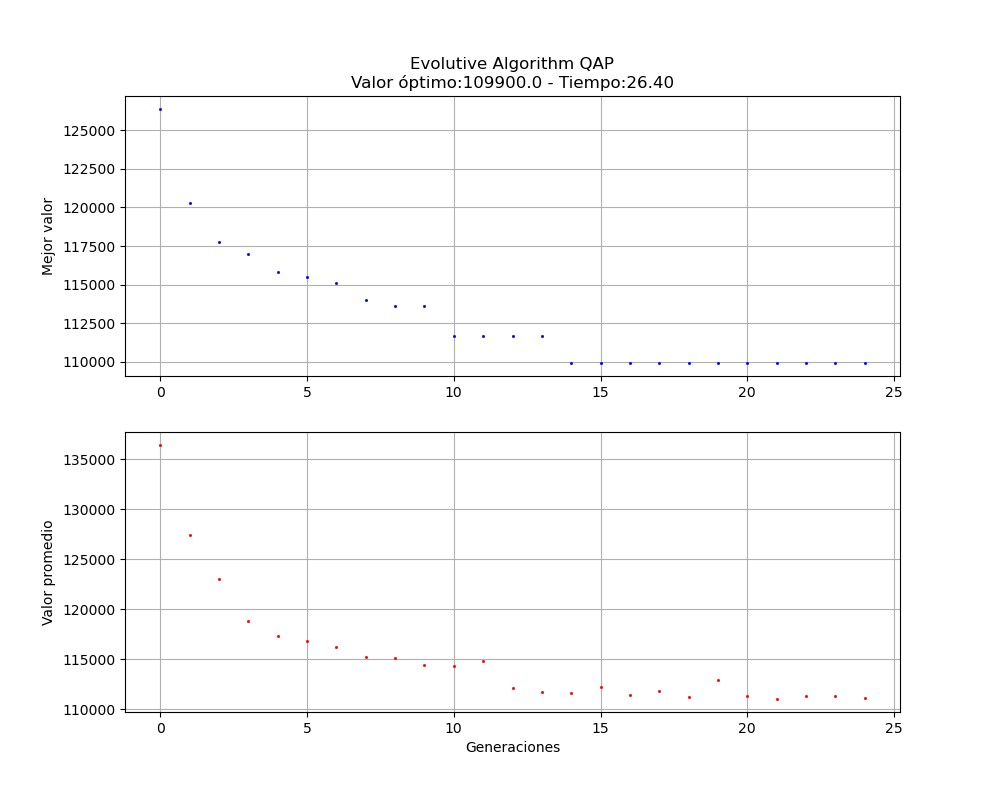 Evolutive Algorithm QAP
Valor óptimo:109900.0 - Tiempo:26.40
Mejor valor
125000
122500
120000
117500
115000
112500
110000
0 5 10 15 20 25
Valor promedio
135000
130000
125000
120000
115000
110000
0 5 10 15 20 25
Generaciones